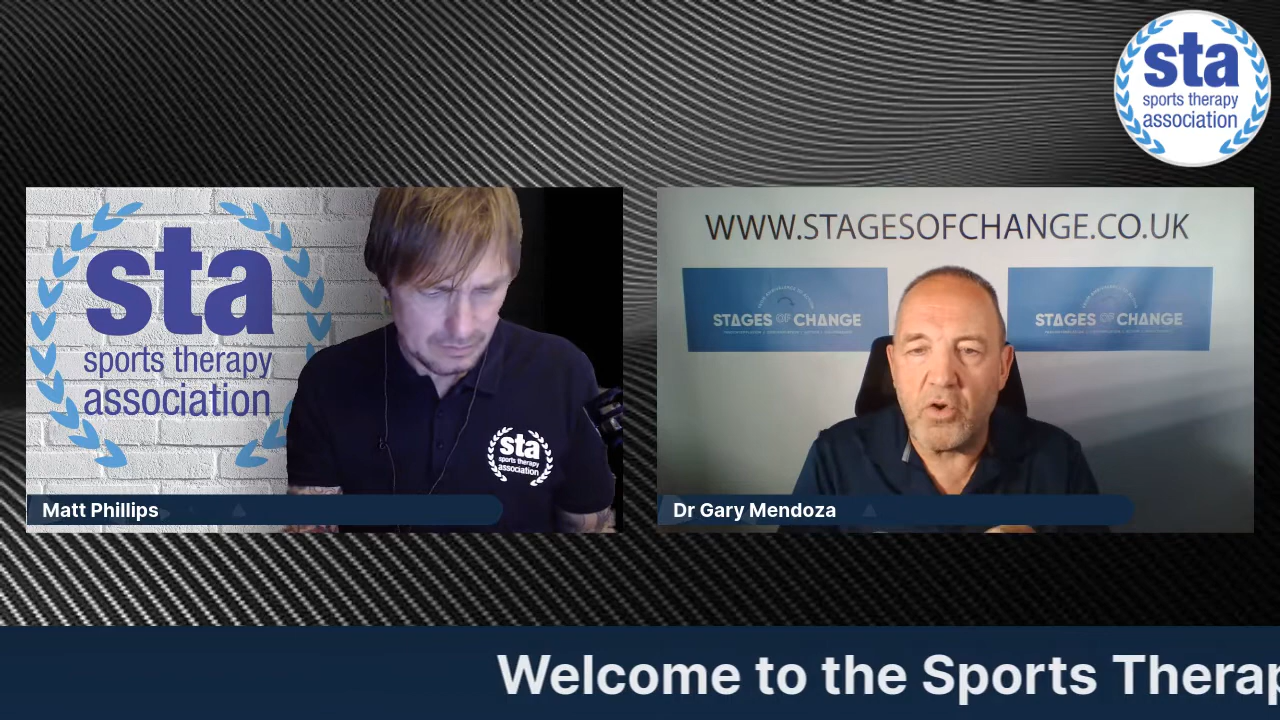 sta
sports therapy
association
WWW.STAGESOFCHANGE.CO.UK
STAGES OF CHANGE
STAGES OF CHANGE
sta
sports therapy
association
sta
sports therapy
association
Matt Phillips
Dr Gary Mendoza
Welcome to the Sports Therap